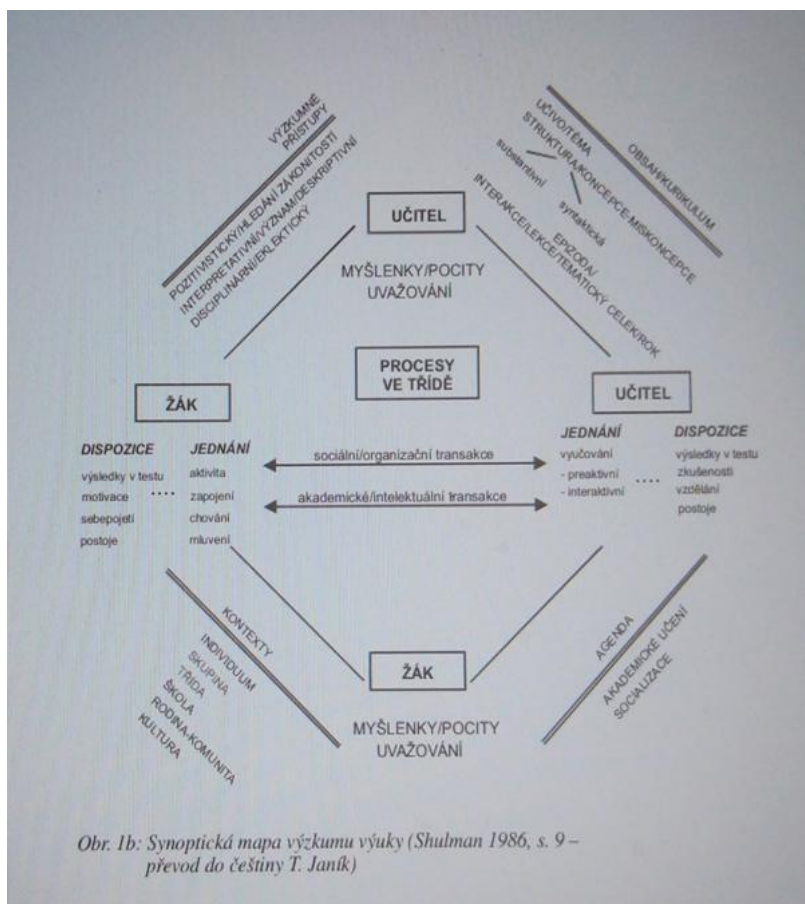 VÝZKUMNÉ
PŘÍSTUPY
POZITIVISTICKÝ/HLEDÁNÍ ZÁKONITOSTÍ
INTERPRETATIVNÍ/VÝZNAM/DESKRIPTIVNÍ
DISCIPLINÁRNÍ/EKLEKTICKÝ
OBSAH/KURIKULUM
UČIVO/TÉMA
STRUKTURA/KONCEPCE-MISKONCEPCE
substantivní
syntaktická
EPIZODA/
INTERAKCE/LEKCE/TEMATICKÝ CELEK/ROK
UČITEL
MYŠLENKY/POCITY
UVAŽOVÁNÍ
PROCESY
VE TŘÍDĚ
ŽÁK
DISPOZICE JEDNÁNÍ
výsledky v testu aktivita
motivace .... zapojení
sebepojetí chování
postoje mluvení
sociální/organizační transakce
akademické/intelektuální transakce
UČITEL
JEDNÁNÍ DISPOZICE
vyučování výsledky v testu
- preaktivní .... zkušenosti
- interaktivní vzdělání
postoje
KONTEXTY
INDIVIDUUM
SKUPINA
TŘÍDA
ŠKOLA
RODINA-KOMUNITA
KULTURA
ŽÁK
MYŠLENKY/POCITY
UVAŽOVÁNÍ
AGENDA
AKADEMICKÉ UČENÍ
SOCIALIZACE
Obr. 1b: Synoptická mapa výzkumu výuky (Shulman 1986, s. 9 –
převod do češtiny T. Janík)